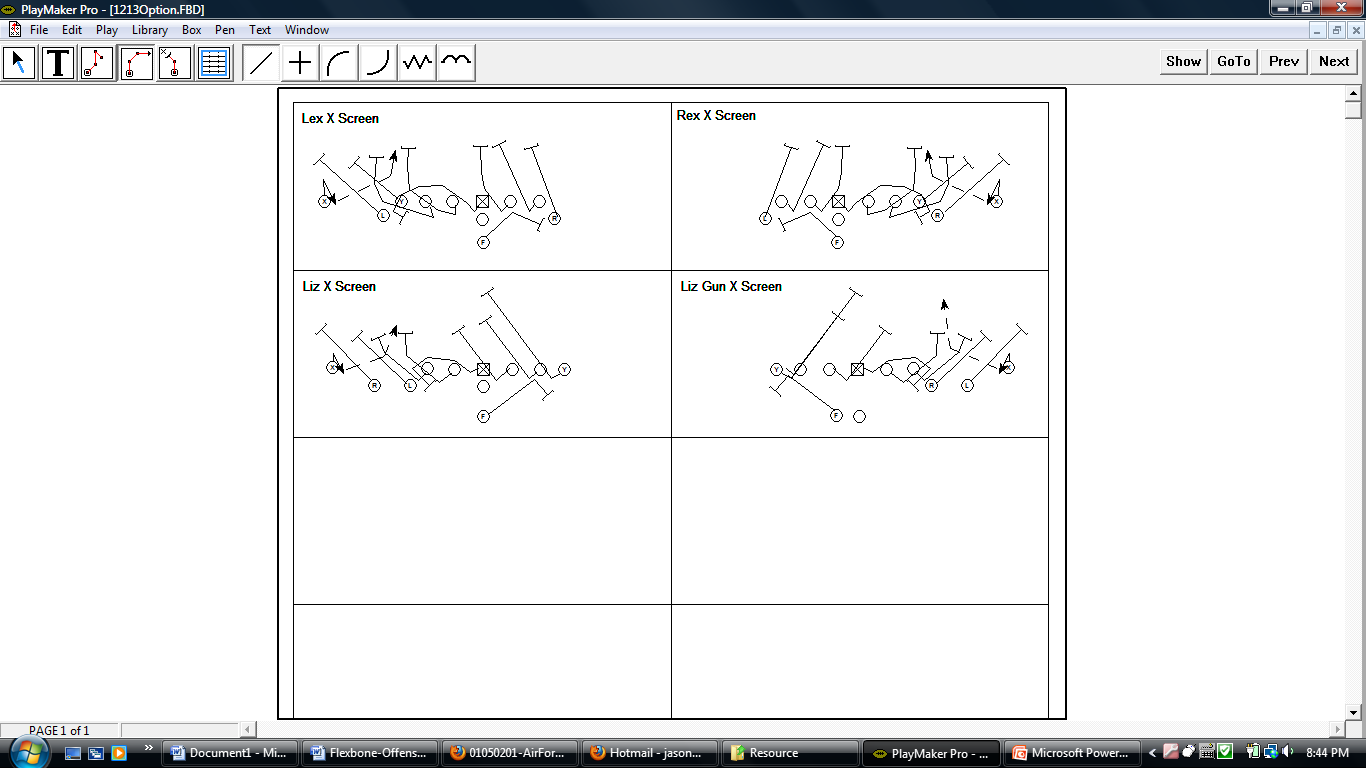 PlayMaker Pro - [1213Option.FBD]
File Edit Play Library Box Pen Text Window
T
Show GoTo Prev Next
Lex X Screen
X L Y R F
Rex X Screen
L F Y R X
Liz X Screen
X R L Y F
Liz Gun X Screen
Y F R L X
PAGE 1 of 1
Document1 - Mi...
Flexbone-Offens...
01050201-AirFor...
Hotmail - jason...
Resource
PlayMaker Pro - ...
Microsoft Power...
8:44 PM